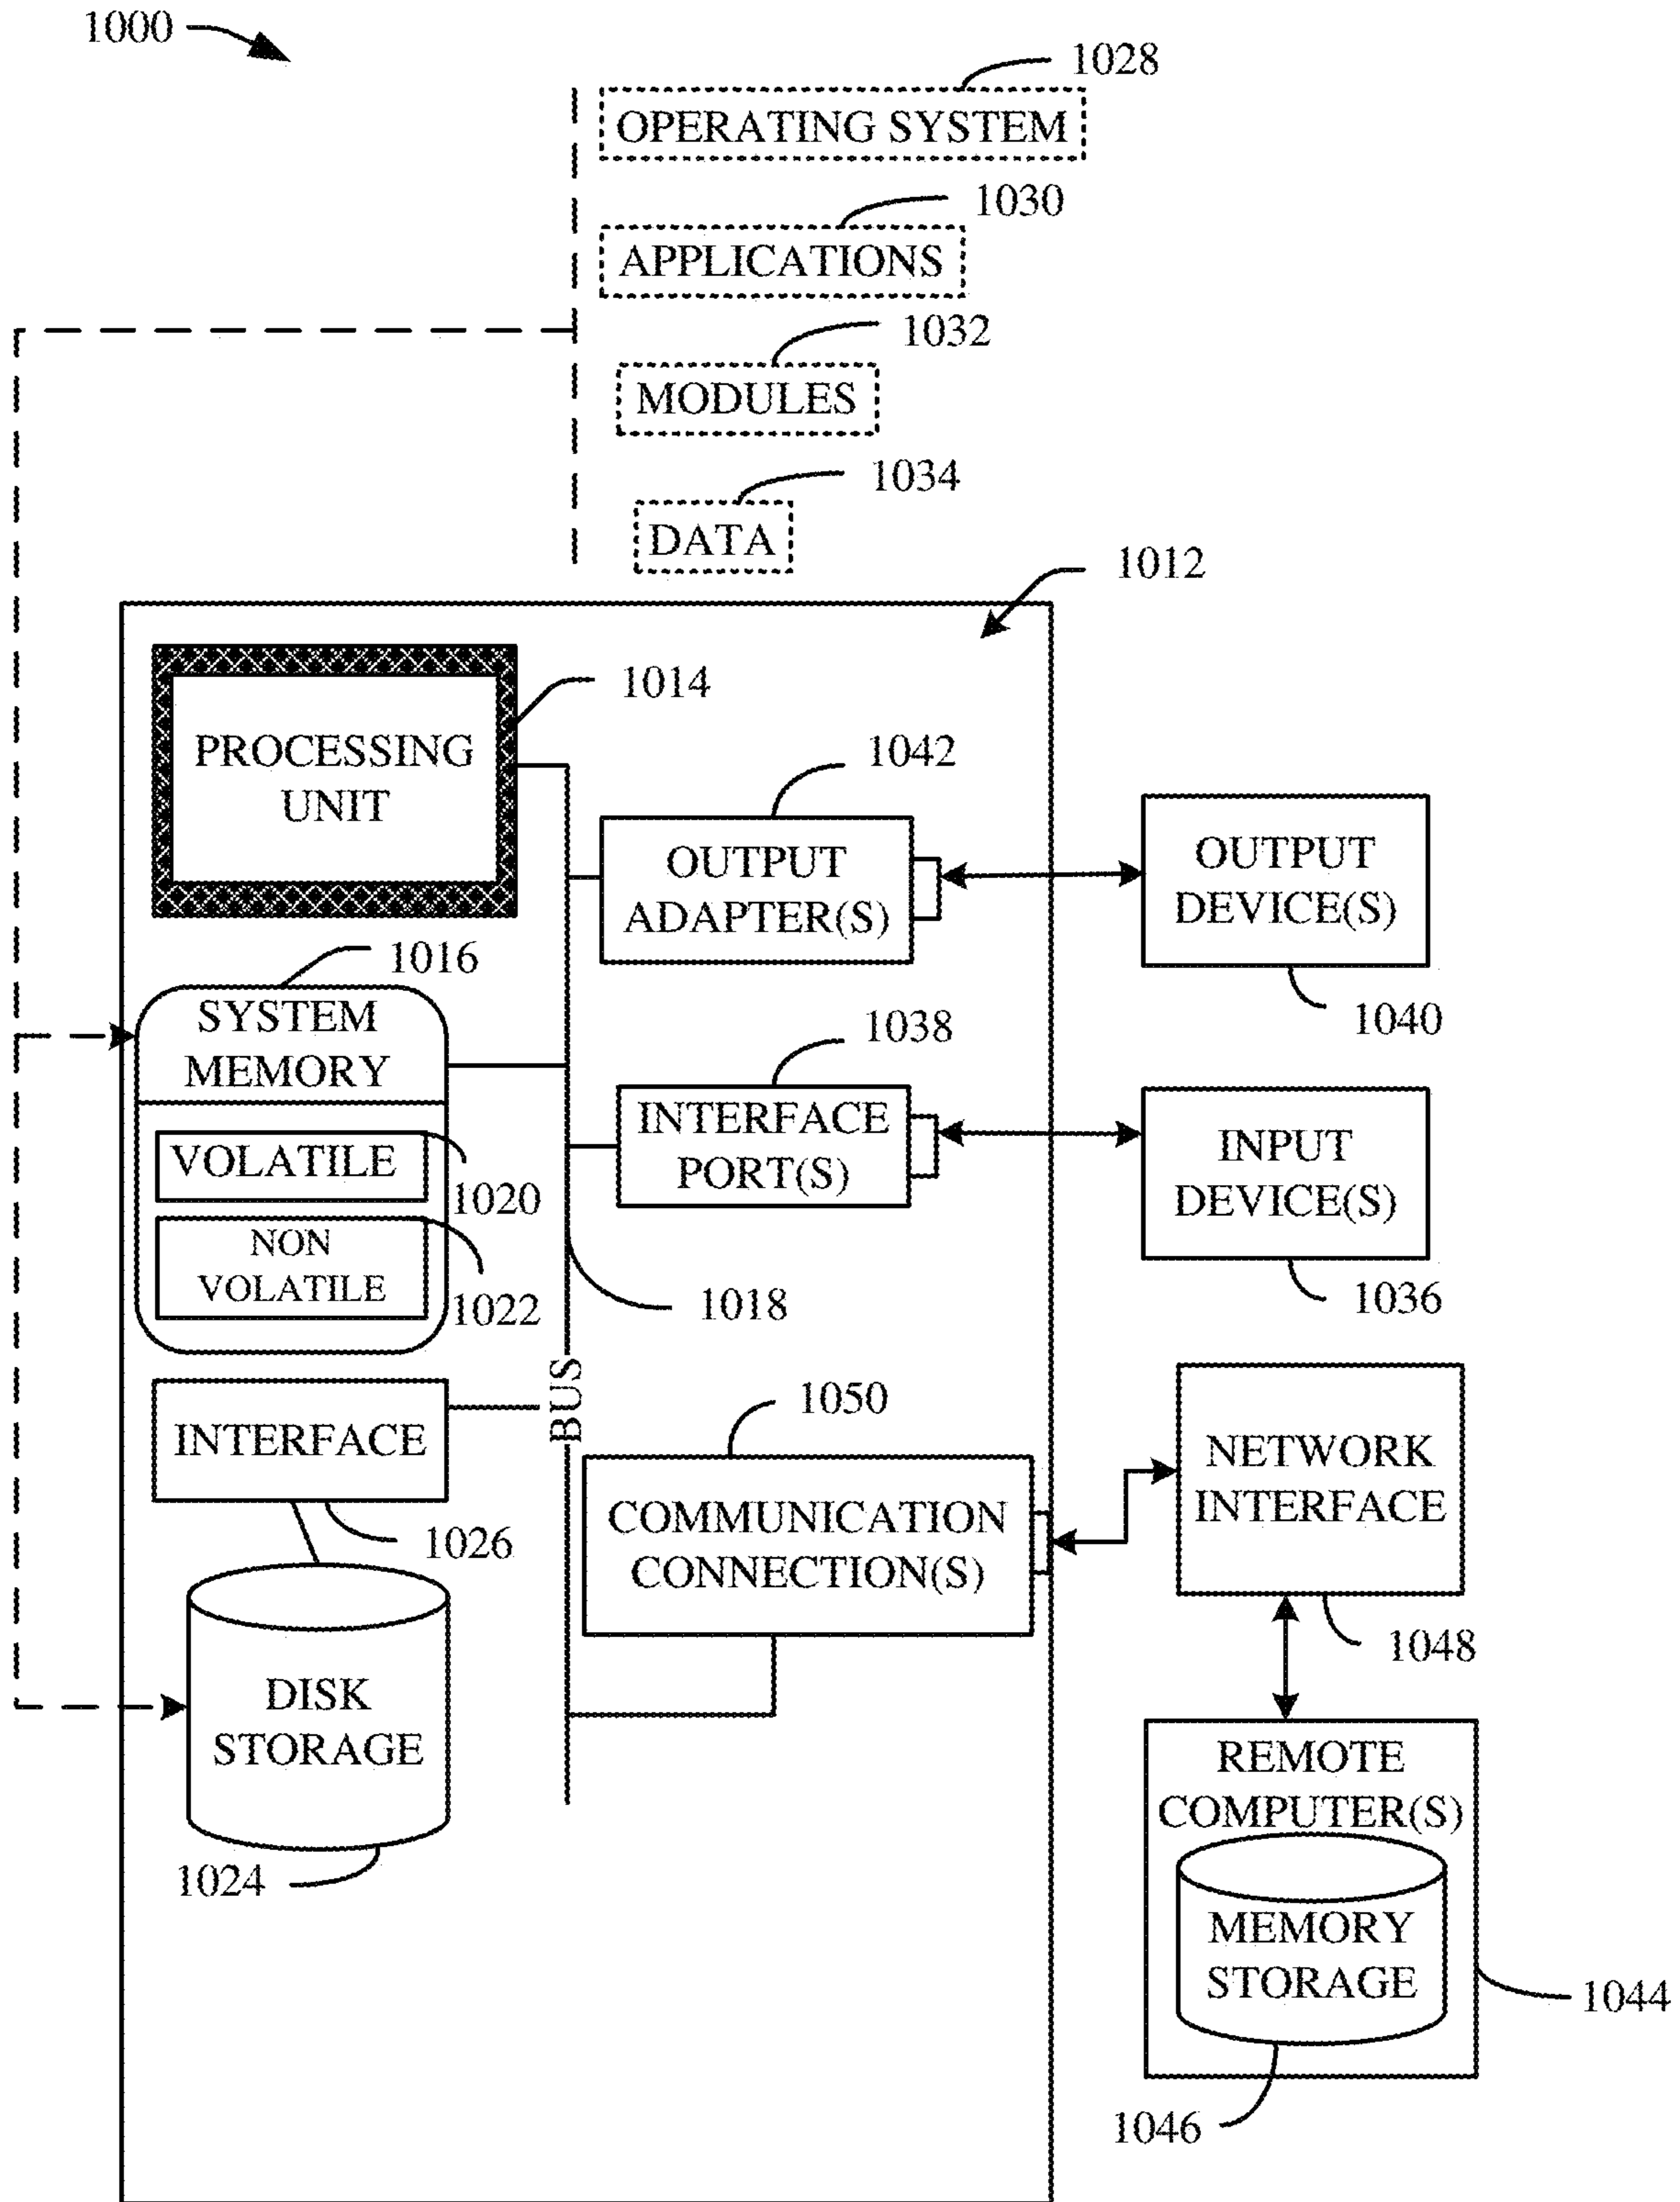 1000
1028
OPERATING SYSTEM
1030
APPLICATIONS
1032
MODULES
1034
DATA
1012
1014
PROCESSING
UNIT
1042
OUTPUT
ADAPTER(S)
OUTPUT
DEVICE(S)
1040
1016
SYSTEM
MEMORY
VOLATILE
1020
NON
VOLATILE
1022
1038
INTERFACE
PORT(S)
INPUT
DEVICE(S)
1036
1018
BUS
INTERFACE
1026
1050
COMMUNICATION
CONNECTION(S)
NETWORK
INTERFACE
1048
DISK
STORAGE
1024
REMOTE
COMPUTER(S)
MEMORY
STORAGE
1044
1046